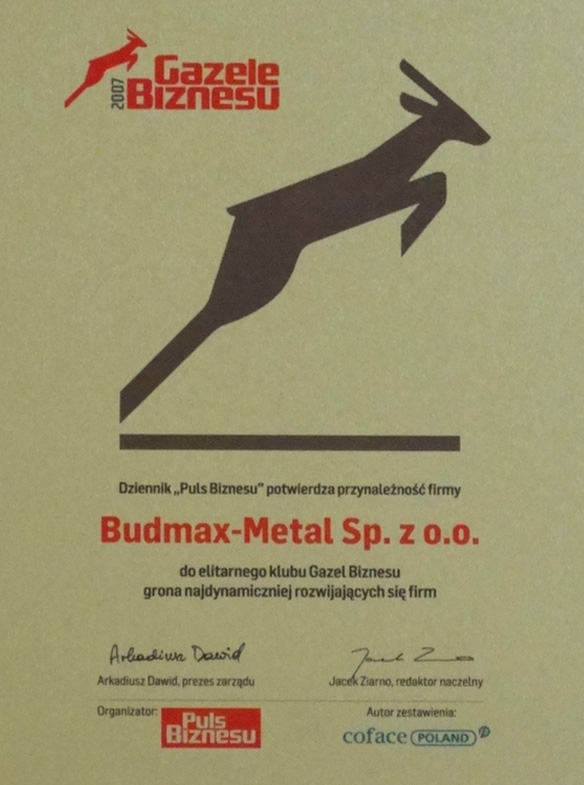 2007
Gazele
Biznesu
Dziennik „Puls Biznesu” potwierdza przynależność firmy
Budmax-Metal Sp. z o.o.
do elitarnego klubu Gazel Biznesu
grona najdynamiczniej rozwijających się firm
Arkadiusz Dawid
Arkadiusz Dawid, prezes zarządu
Jacek Ziarno, redaktor naczelny
Organizator:
Puls
Biznesu
Autor zestawienia:
coface POLAND